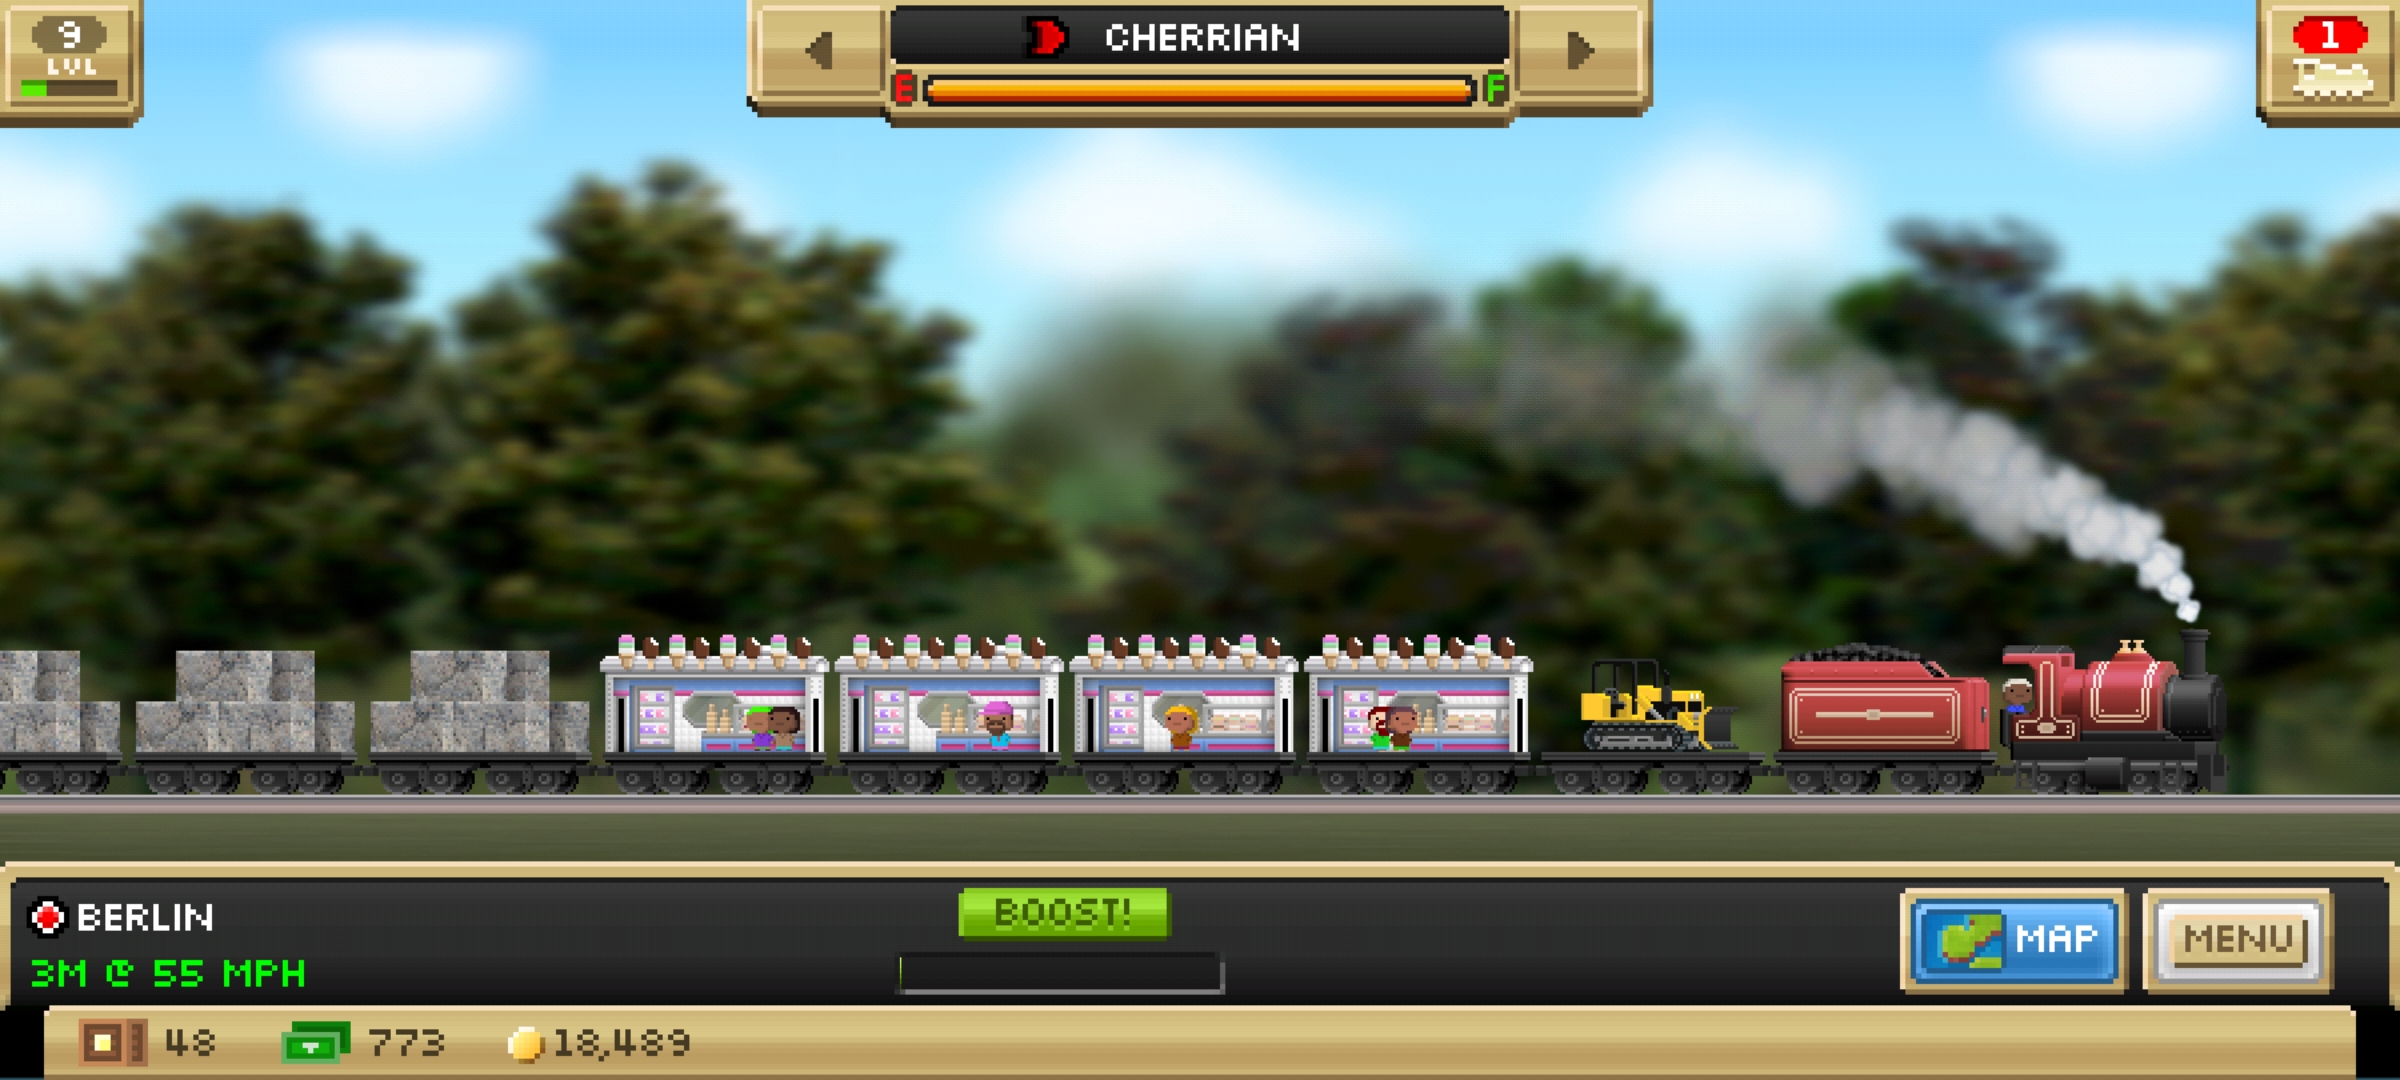 9
LVL
CHERRIAN
E F
1
BERLIN
3M @ 55 MPH
BOOST!
MAP
MENU
48
773
18,489